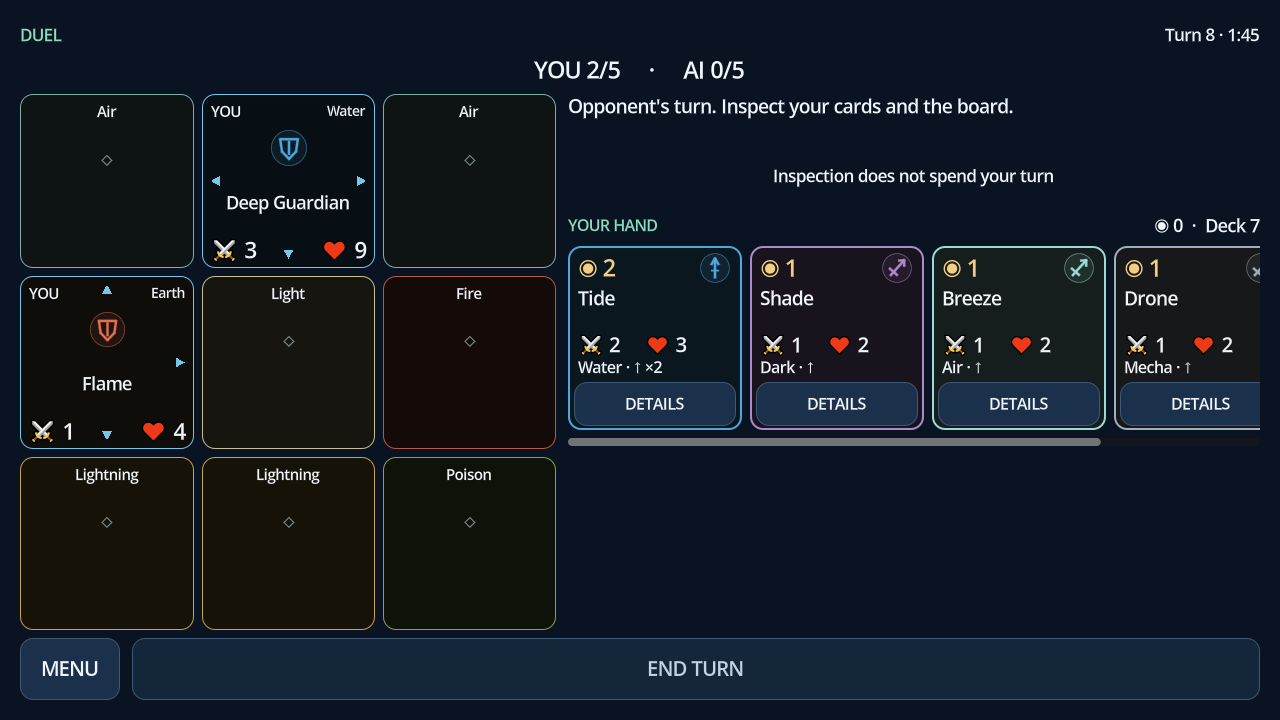 DUEL
Turn 8 · 1:45
YOU 2/5 · AI 0/5
Air
YOU Water
Deep Guardian
3 9
Air
Opponent's turn. Inspect your cards and the board.
Inspection does not spend your turn
YOUR HAND
0 · Deck 7
YOU Earth
Flame
1 4
Light
Fire
2
Tide
2 3
Water · ↑ ×2
DETAILS
1
Shade
1 2
Dark · ↑
DETAILS
1
Breeze
1 2
Air · ↑
DETAILS
1
Drone
1 2
Mecha · ↑
DETAILS
Lightning
Lightning
Poison
MENU
END TURN